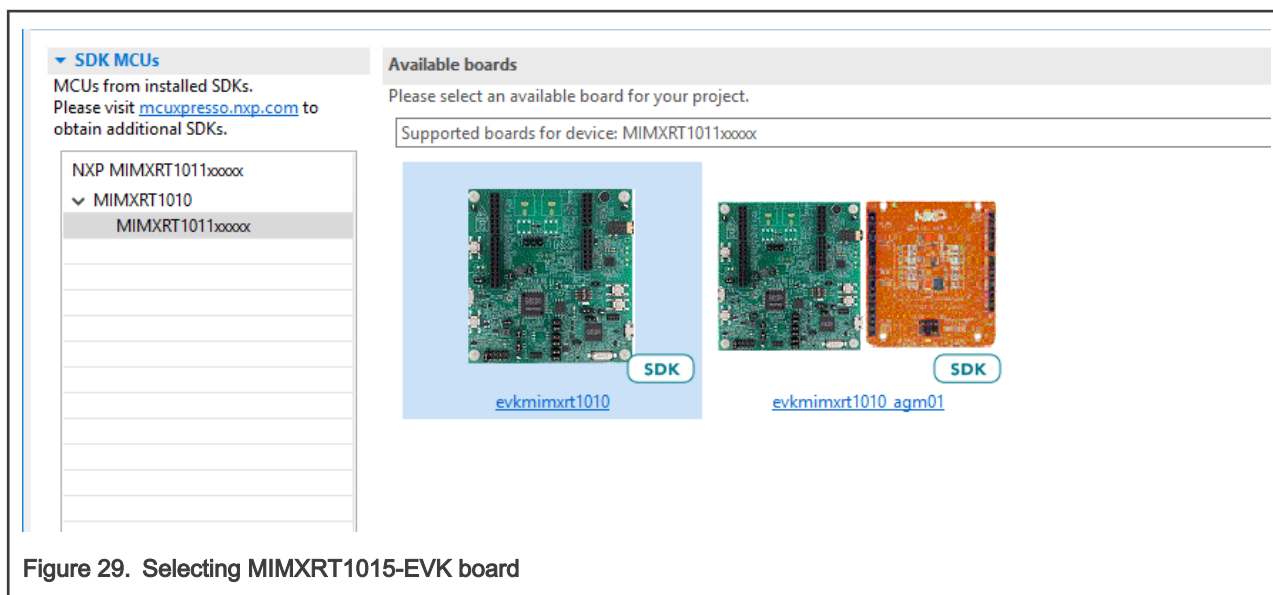 SDK MCUs
MCUs from installed SDKs.
Please visit mcuxpresso.nxp.com to
obtain additional SDKs.
NXP MIMXRT1011xxxxx
MIMXRT1010
MIMXRT1011xxxxx
Available boards
Please select an available board for your project.
Supported boards for device: MIMXRT1011xxxxx
NXP
SDK
SDK
evkmimxrt1010
evkmimxrt1010_agm01
Figure 29. Selecting MIMXRT1015-EVK board